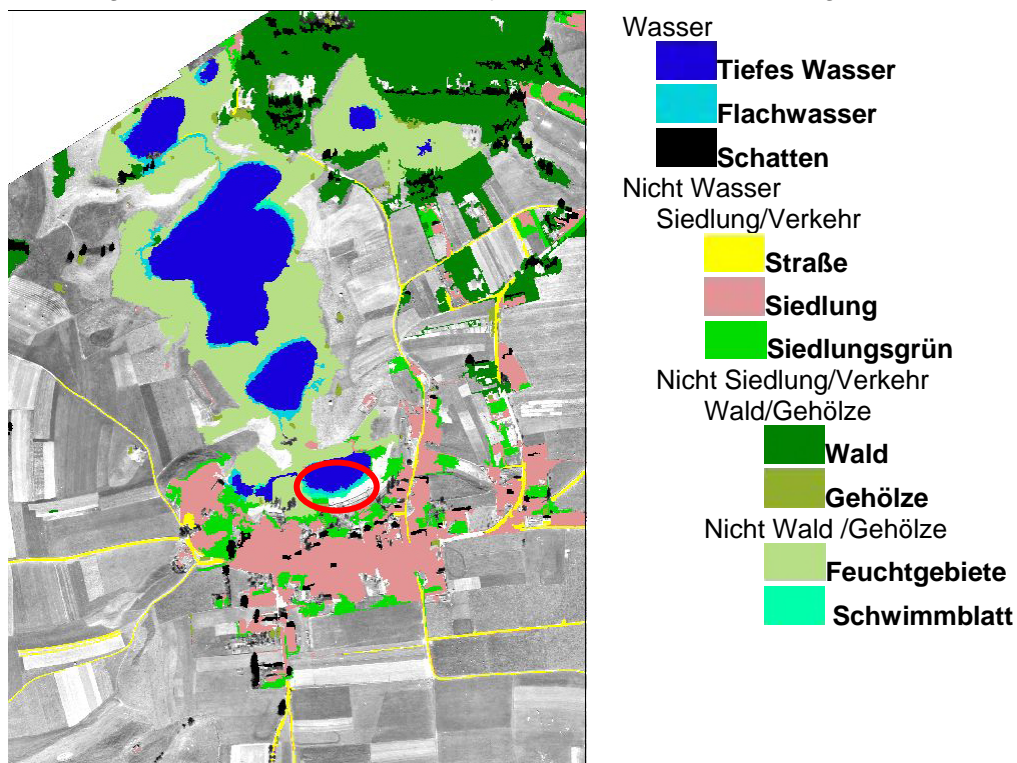 Wasser
Tiefes Wasser
Flachwasser
Schatten
Nicht Wasser
Siedlung/Verkehr
Straße
Siedlung
Siedlungsgrün
Nicht Siedlung/Verkehr
Wald/Gehölze
Wald
Gehölze
Nicht Wald /Gehölze
Feuchtgebiete
Schwimmblatt